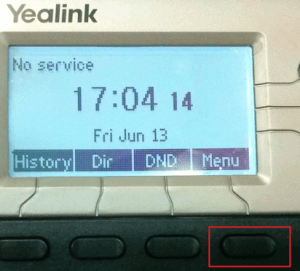 Yealink
No service
17:04 14
Fri Jun 13
History Dir DND Menu